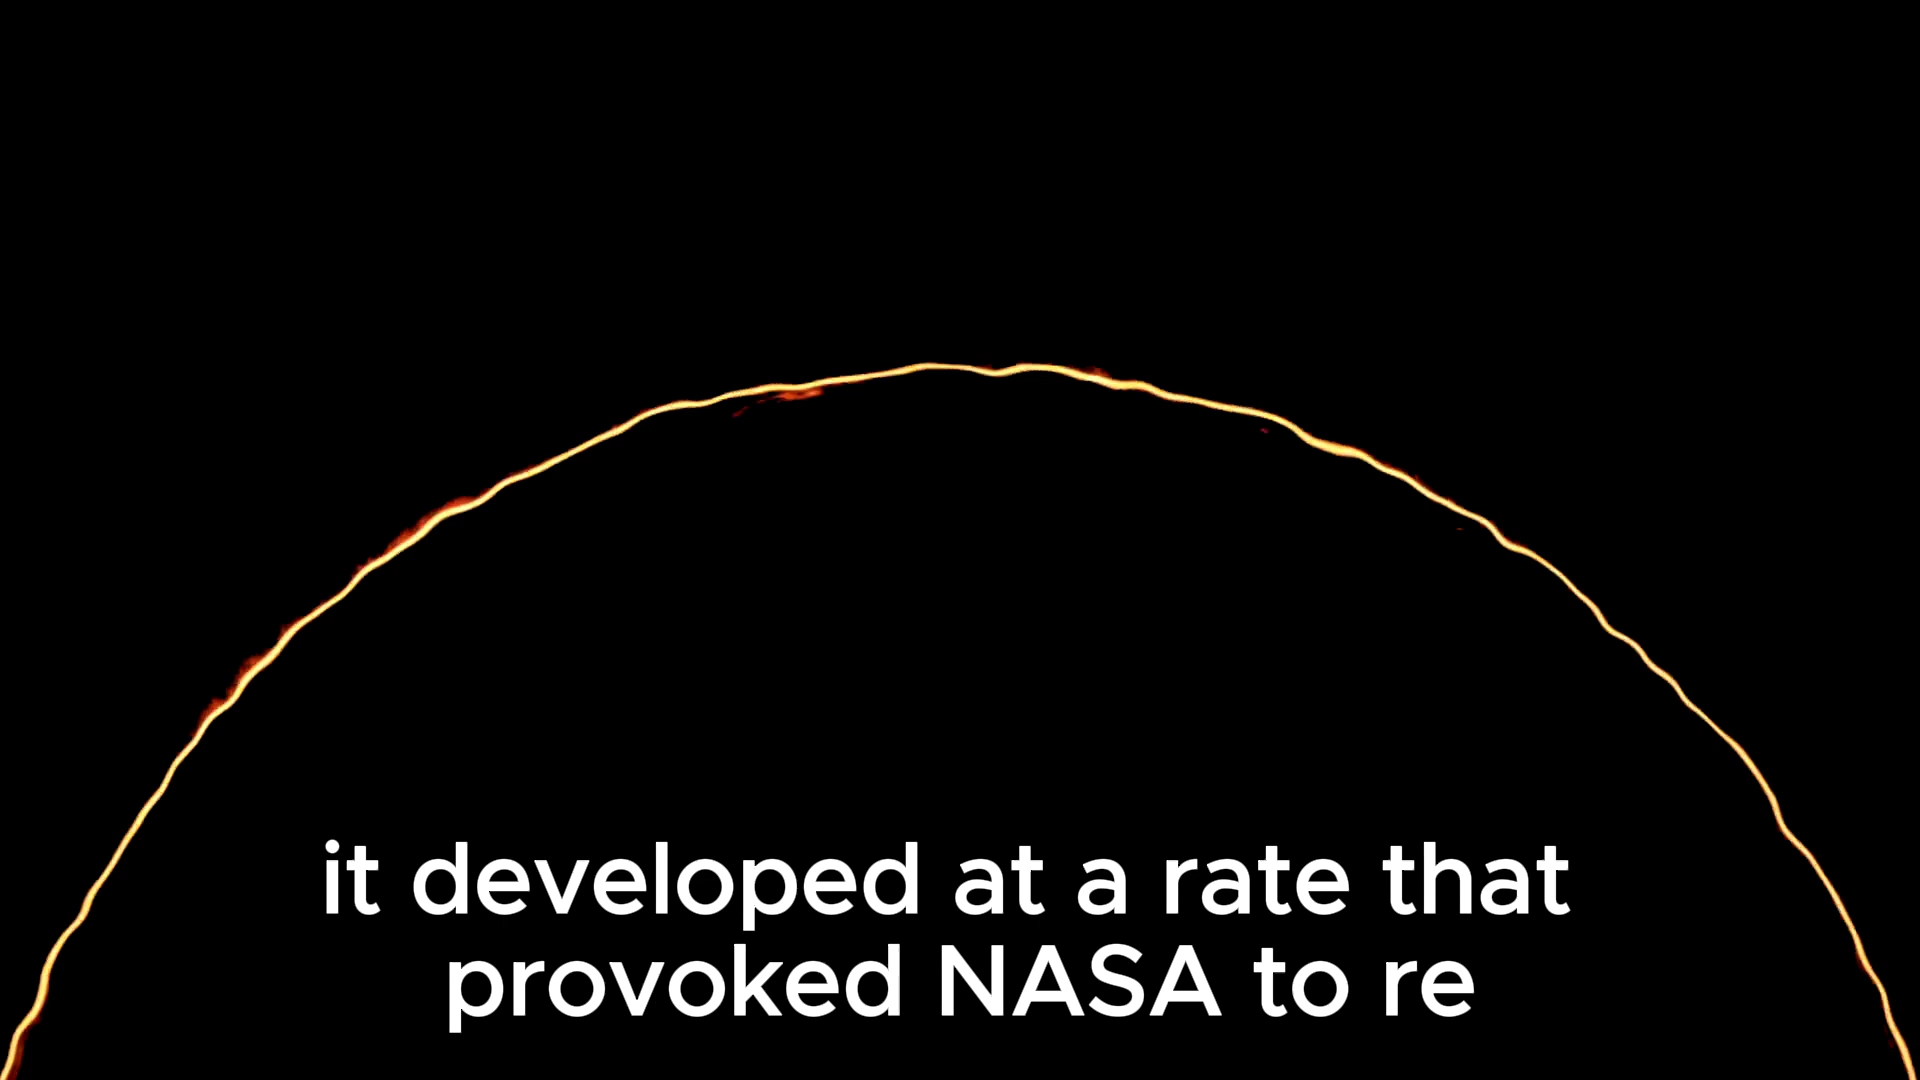 it developed at a rate that
provoked NASA to re